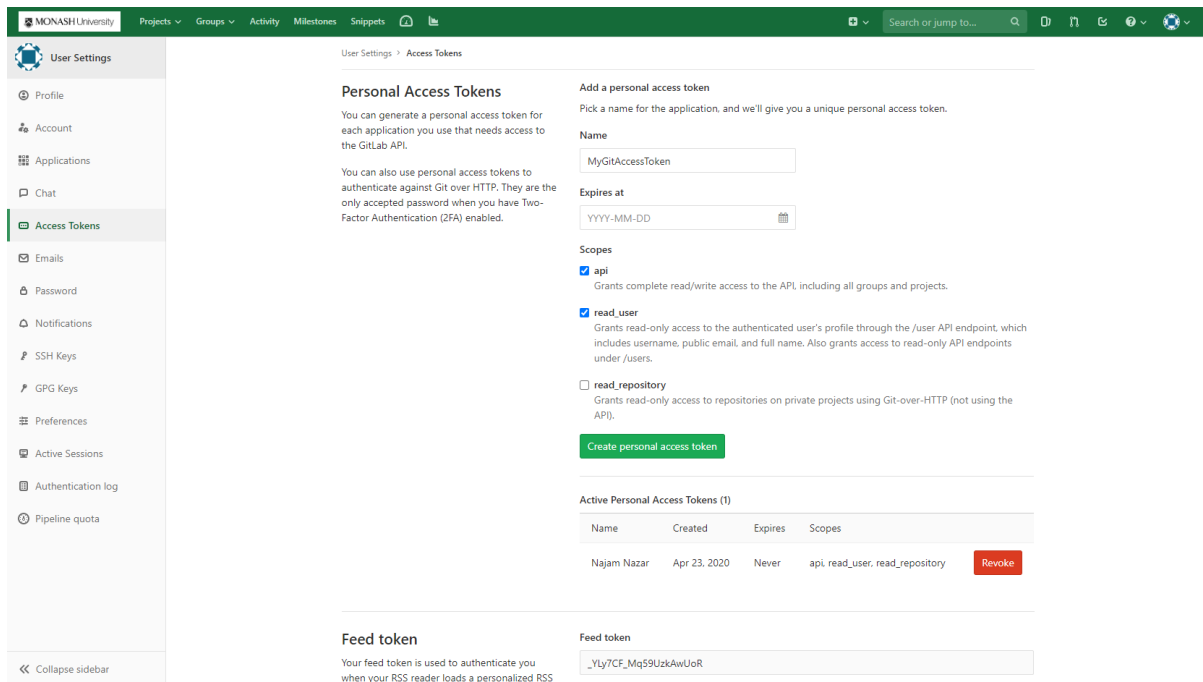 MONASH University Projects Groups Activity Milestones Snippets Search or jump to...
User Settings
Profile
Account
Applications
Chat
Access Tokens
Emails
Password
Notifications
SSH Keys
GPG Keys
Preferences
Active Sessions
Authentication log
Pipeline quota
Collapse sidebar
User Settings > Access Tokens
Personal Access Tokens
You can generate a personal access token for
each application you use that needs access to
the GitLab API.
You can also use personal access tokens to
authenticate against Git over HTTP. They are the
only accepted password when you have Two-
Factor Authentication (2FA) enabled.
Add a personal access token
Pick a name for the application, and we'll give you a unique personal access token.
Name
MyGitAccessToken
Expires at
YYYY-MM-DD
Scopes
api
Grants complete read/write access to the API, including all groups and projects.
read_user
Grants read-only access to the authenticated user's profile through the /user API endpoint, which
includes username, public email, and full name. Also grants access to read-only API endpoints
under /users.
read_repository
Grants read-only access to repositories on private projects using Git-over-HTTP (not using the
API).
Create personal access token
Active Personal Access Tokens (1)
Name Created Expires Scopes
Najam Nazar Apr 23, 2020 Never api, read_user, read_repository Revoke
Feed token
Your feed token is used to authenticate you
when your RSS reader loads a personalized RSS
Feed token
_YLy7CF_Mq59UzkAwUoR